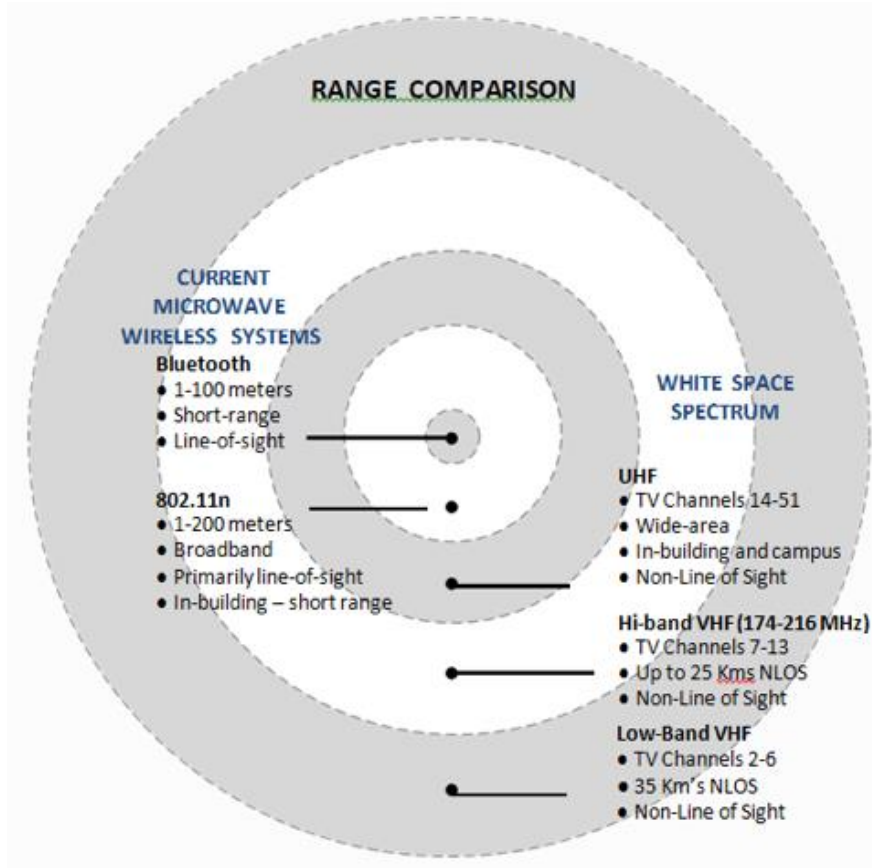 RANGE COMPARISON
CURRENT
MICROWAVE
WIRELESS SYSTEMS
Bluetooth
● 1-100 meters
● Short-range
● Line-of-sight
802.11n
● 1-200 meters
● Broadband
● Primarily line-of-sight
● In-building – short range
WHITE SPACE
SPECTRUM
UHF
● TV Channels 14-51
● Wide-area
● In-building and campus
● Non-Line of Sight
Hi-band VHF (174-216 MHz)
● TV Channels 7-13
● Up to 25 Kms NLOS
● Non-Line of Sight
Low-Band VHF
● TV Channels 2-6
● 35 Km's NLOS
● Non-Line of Sight